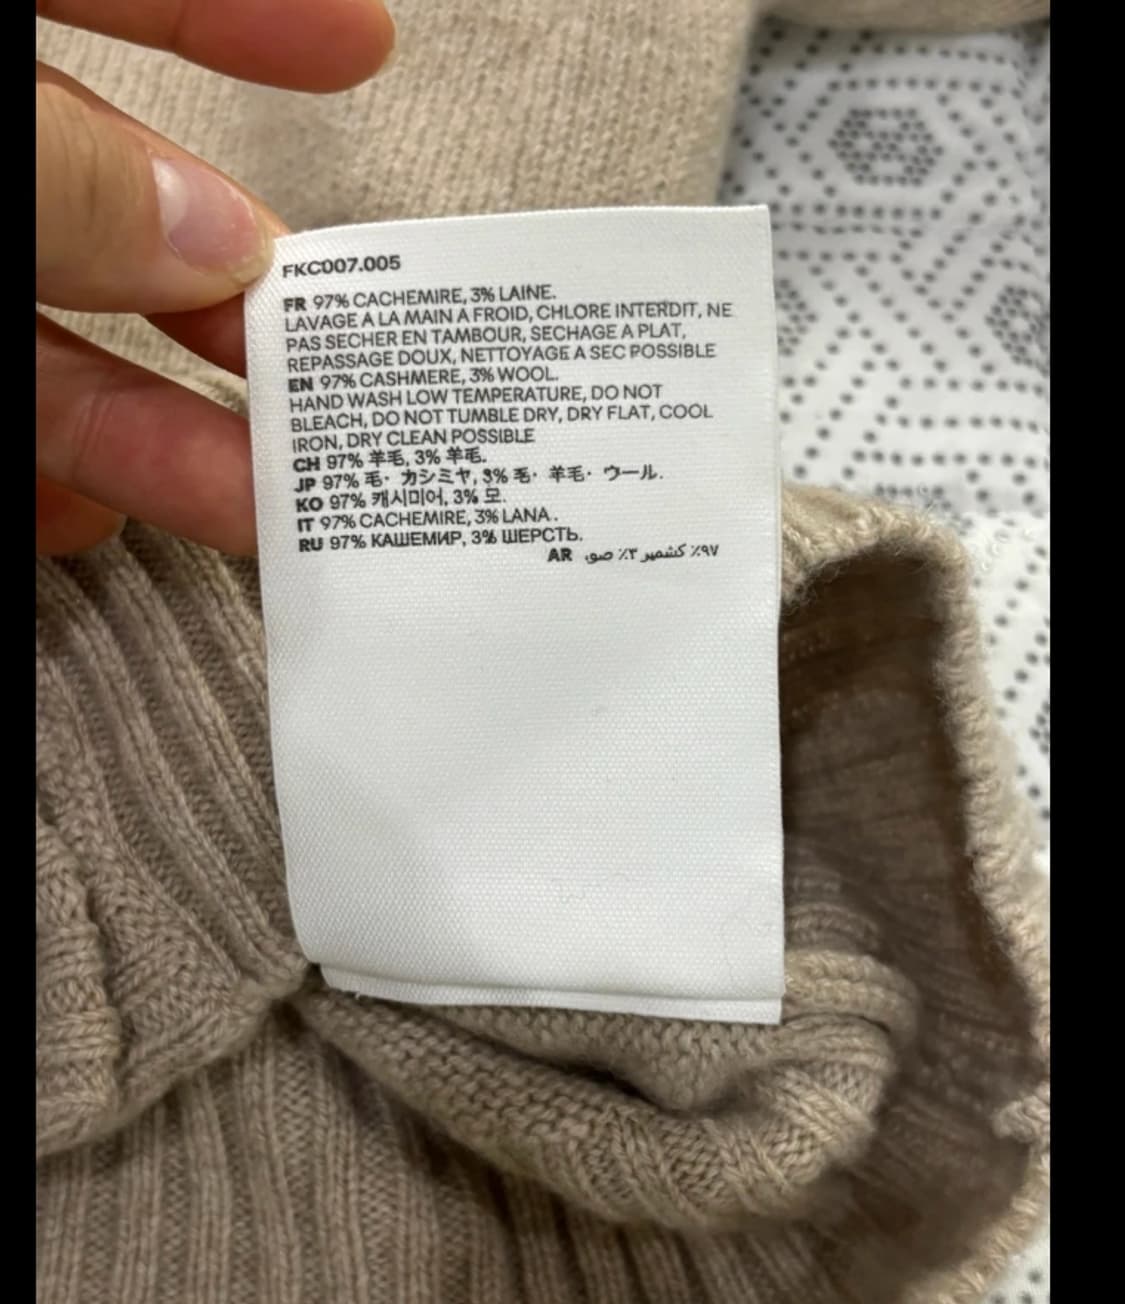 FKC007.005
FR 97% CACHEMIRE, 3% LAINE.
LAVAGE A LA MAIN A FROID, CHLORE INTERDIT, NE
PAS SECHER EN TAMBOUR, SECHAGE A PLAT,
REPASSAGE DOUX, NETTOYAGE A SEC POSSIBLE
EN 97% CASHMERE, 3% WOOL.
HAND WASH LOW TEMPERATURE, DO NOT
BLEACH, DO NOT TUMBLE DRY, DRY FLAT, COOL
IRON, DRY CLEAN POSSIBLE
CH 97% 羊毛, 3% 羊毛.
JP 97% 毛· カシミヤ, 3% 毛· 羊毛· ウール.
KO 97% 캐시미어, 3% 모.
IT 97% CACHEMIRE, 3% LANA.
RU 97% КАШЕМИР, 3% ШЕРСТЬ.
AR ٩٧٪ كشمير ٣٪ صو.